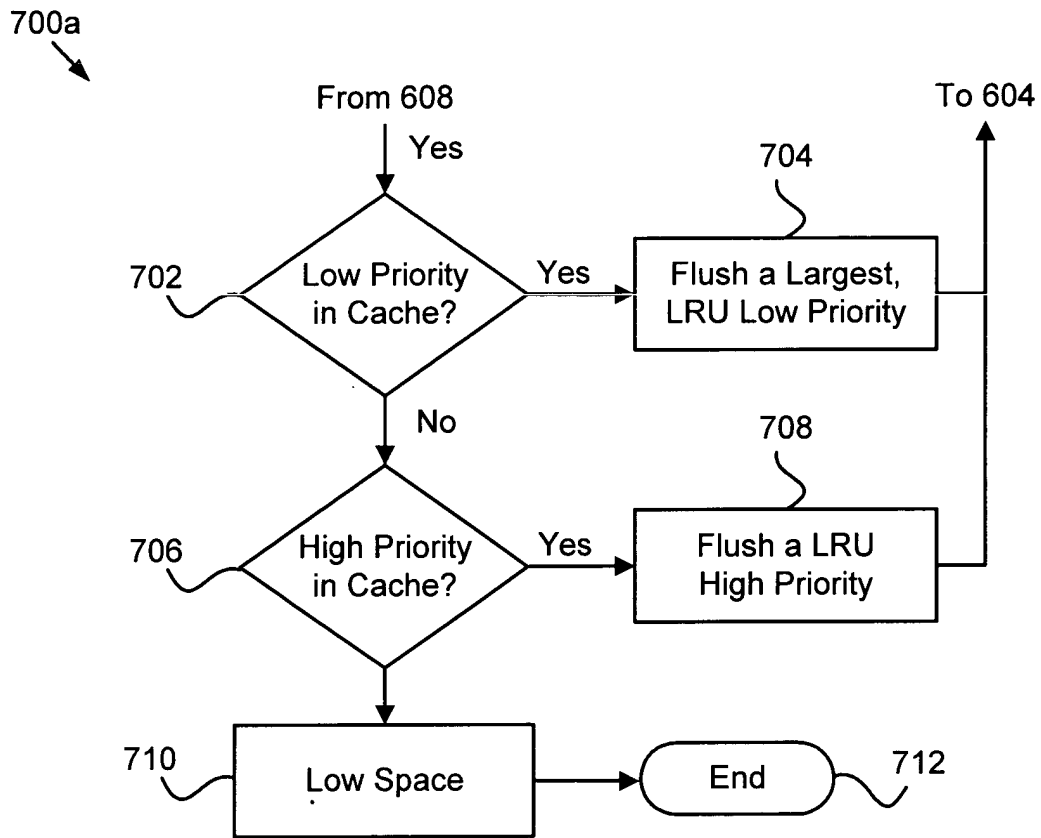 700a
From 608
To 604
Yes
704
702
Low Priority
in Cache?
Yes
Flush a Largest,
LRU Low Priority
No
708
706
High Priority
in Cache?
Yes
Flush a LRU
High Priority
710
Low Space
End
712